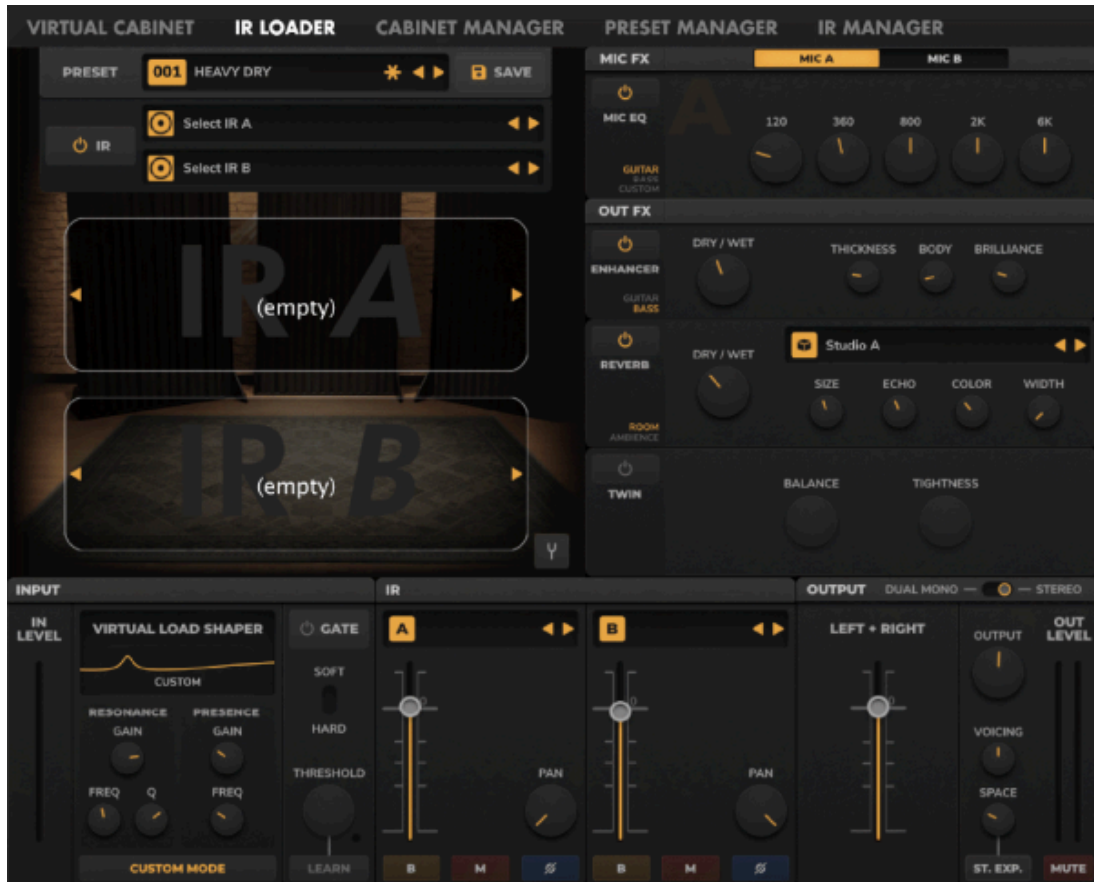 VIRTUAL CABINET IR LOADER CABINET MANAGER PRESET MANAGER IR MANAGER
PRESET 001 HEAVY DRY SAVE
IR
Select IR A
Select IR B
IR A
(empty)
IR B
(empty)
MIC FX MIC A MIC B
MIC EQ
A
120 360 800 2K 6K
GUITAR
BASS
CUSTOM
OUT FX
ENHANCER
DRY / WET THICKNESS BODY BRILLIANCE
GUITAR
BASS
REVERB
Studio A
DRY / WET
SIZE ECHO COLOR WIDTH
ROOM
AMBIENCE
TWIN
BALANCE TIGHTNESS
INPUT
IN
LEVEL
VIRTUAL LOAD SHAPER
CUSTOM
RESONANCE PRESENCE
GAIN GAIN
FREQ Q FREQ
CUSTOM MODE
GATE
SOFT
HARD
THRESHOLD
LEARN
IR
A
0
PAN
B M Ø
B
0
PAN
B M Ø
OUTPUT DUAL MONO STEREO
LEFT + RIGHT
0
OUTPUT
OUT
LEVEL
VOICING
SPACE
ST. EXP. MUTE